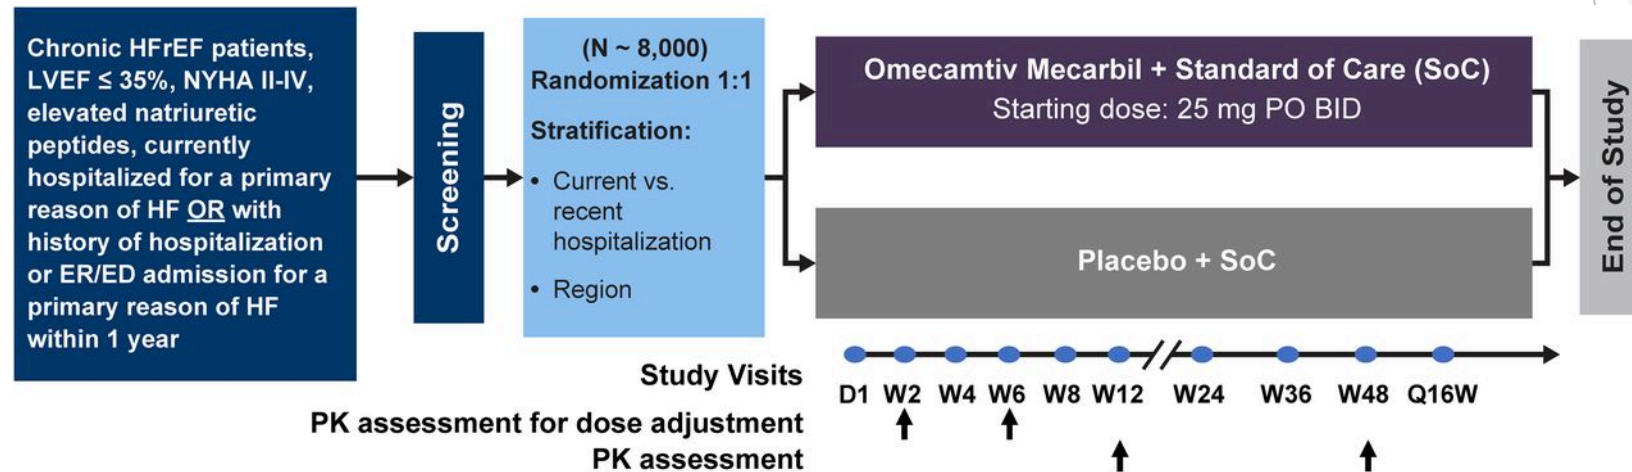 Chronic HFrEF patients,
LVEF ≤ 35%, NYHA II-IV,
elevated natriuretic
peptides, currently
hospitalized for a primary
reason of HF OR with
history of hospitalization
or ER/ED admission for a
primary reason of HF
within 1 year
Screening
(N ~ 8,000)
Randomization 1:1
Stratification:
• Current vs.
recent
hospitalization
• Region
Omecamtiv Mecarbil + Standard of Care (SoC)
Starting dose: 25 mg PO BID
Placebo + SoC
End of Study
Study Visits
D1 W2 W4 W6 W8 W12 W24 W36 W48 Q16W
PK assessment for dose adjustment
PK assessment